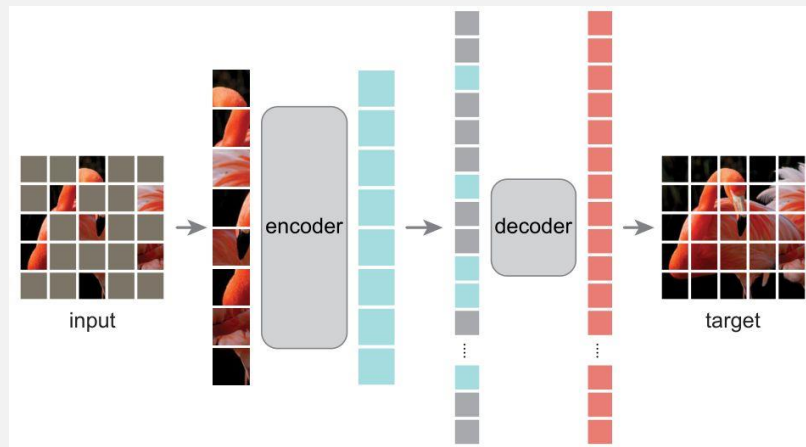 input
encoder
decoder
target